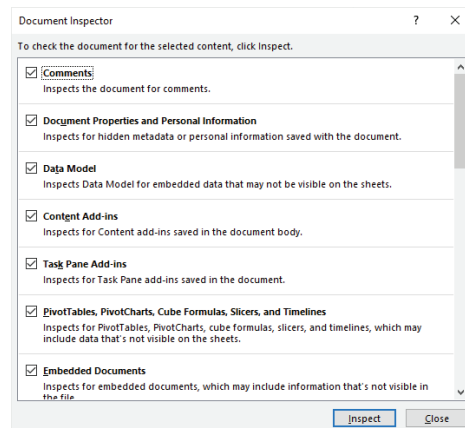 Document Inspector
To check the document for the selected content, click Inspect.
Comments
Inspects the document for comments.
Document Properties and Personal Information
Inspects for hidden metadata or personal information saved with the document.
Data Model
Inspects Data Model for embedded data that may not be visible on the sheets.
Content Add-ins
Inspects for Content add-ins saved in the document body.
Task Pane Add-ins
Inspects for Task Pane add-ins saved in the document.
PivotTables, PivotCharts, Cube Formulas, Slicers, and Timelines
Inspects for PivotTables, PivotCharts, cube formulas, slicers, and timelines, which may
include data that's not visible on the sheets.
Embedded Documents
Inspects for embedded documents, which may include information that's not visible in
the file.
Inspect Close